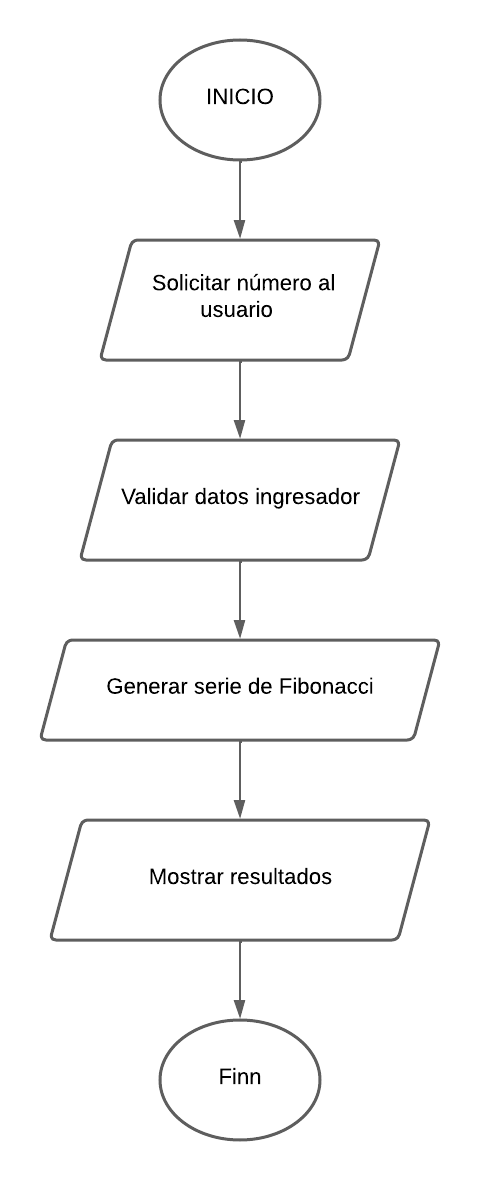 INICIO
Solicitar número al
usuario
Validar datos ingresador
Generar serie de Fibonacci
Mostrar resultados
Finn